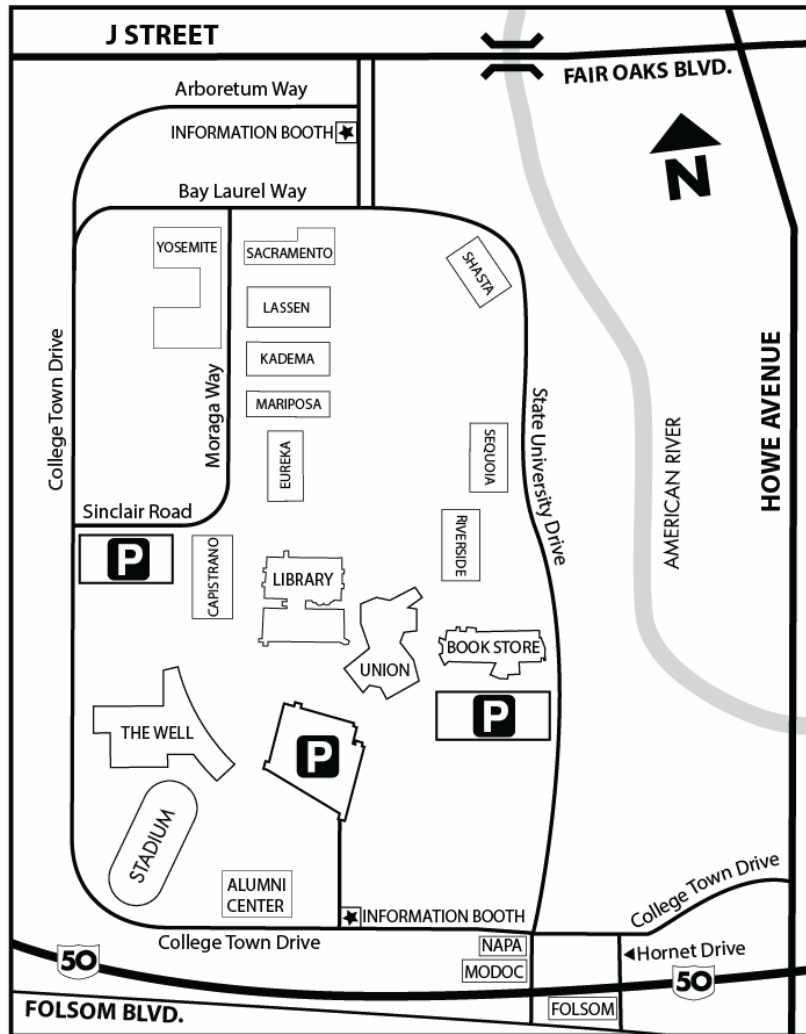 J STREET
FAIR OAKS BLVD.
Arboretum Way
INFORMATION BOOTH
N
Bay Laurel Way
YOSEMITE
SACRAMENTO
SHASTA
LASSEN
KADEMA
MARIPOSA
College Town Drive
Moraga Way
EUREKA
SEQUOIA
State University Drive
AMERICAN RIVER
HOWE AVENUE
Sinclair Road
P
CAPISTRANO
RIVERSIDE
LIBRARY
UNION
BOOK STORE
P
THE WELL
P
STADIUM
ALUMNI
CENTER
INFORMATION BOOTH
College Town Drive
College Town Drive
NAPA
Hornet Drive
MODOC
50
50
FOLSOM
FOLSOM BLVD.